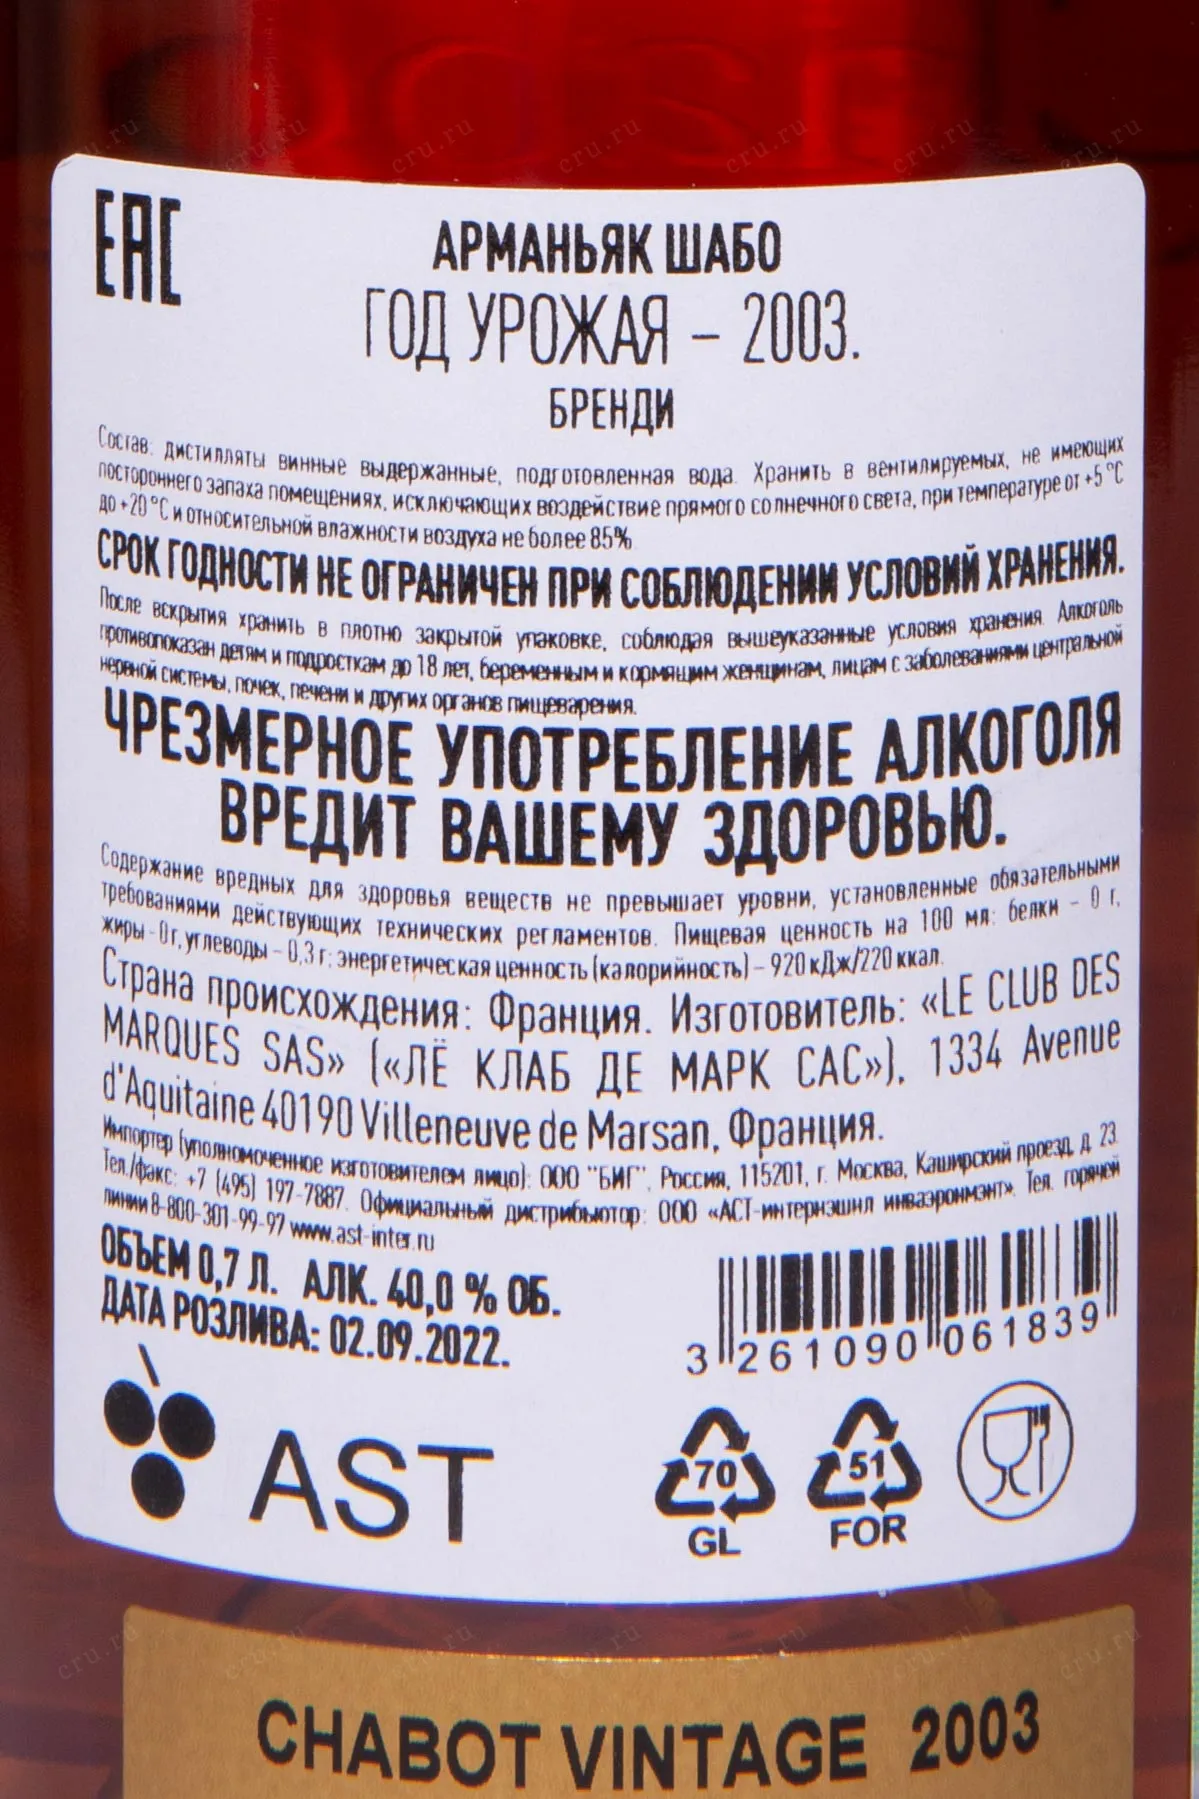 EAC
АРМАНЬЯК ШАБО
ГОД УРОЖАЯ – 2003.
БРЕНДИ
Состав: дистилляты винные выдержанные, подготовленная вода. Хранить в вентилируемых, не имеющих
постороннего запаха помещениях, исключающих воздействие прямого солнечного света, при температуре от +5 °С
до +20 °С и относительной влажности воздуха не более 85%
СРОК ГОДНОСТИ НЕ ОГРАНИЧЕН ПРИ СОБЛЮДЕНИИ УСЛОВИЙ ХРАНЕНИЯ.
После вскрытия хранить в плотно закрытой упаковке, соблюдая вышеуказанные условия хранения. Алкоголь
противопоказан детям и подросткам до 18 лет, беременным и кормящим женщинам, лицам с заболеваниями центральной
нервной системы, почек, печени и других органов пищеварения.
ЧРЕЗМЕРНОЕ УПОТРЕБЛЕНИЕ АЛКОГОЛЯ
ВРЕДИТ ВАШЕМУ ЗДОРОВЬЮ.
Содержание вредных для здоровья веществ не превышает уровни, установленные обязательными
требованиями действующих технических регламентов. Пищевая ценность на 100 мл: белки – 0 г,
жиры - 0 г, углеводы – 0,3 г; энергетическая ценность (калорийность) – 920 кДж/220 ккал.
Страна происхождения: Франция. Изготовитель: «LE CLUB DES
MARQUES SAS» («ЛЁ КЛАБ ДЕ МАРК САС»), 1334 Avenue
d'Aquitaine 40190 Villeneuve de Marsan, Франция.
Импортер (уполномоченное изготовителем лицо): ООО "БИГ", Россия, 115201, г. Москва, Каширский проезд, д. 23.
Тел./факс: +7 (495) 197-7887. Официальный дистрибьютор: ООО «АСТ-интернэшнл инваэронмэнт». Тел. горячей
линии 8-800-301-99-97 www.ast-inter.ru
ОБЪЕМ 0,7 Л. АЛК. 40,0 % ОБ.
ДАТА РОЗЛИВА: 02.09.2022.
3 261090 061839
AST
70
GL
51
FOR
CHABOT VINTAGE 2003
cru.ru